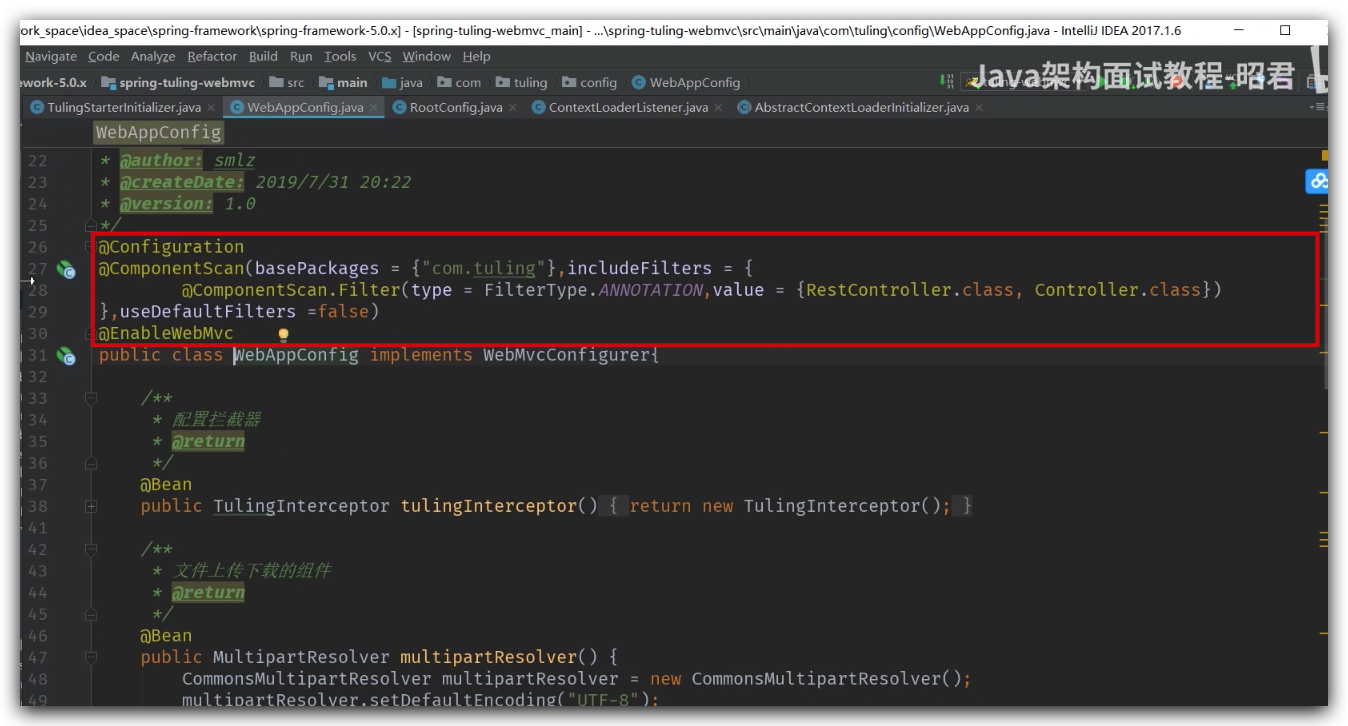 ork_space\idea_space\spring-framework\spring-framework-5.0.x] - [spring-tuling-webmvc_main] - ...\spring-tuling-webmvc\src\main\java\com\tuling\config\WebAppConfig.java - IntelliJ IDEA 2017.1.6
Navigate Code Analyze Refactor Build Run Tools VCS Window Help
ework-5.0.x spring-tuling-webmvc src main java com tuling config WebAppConfig
Java架构面试教程-昭君
TulingStarterInitializer.java WebAppConfig.java RootConfig.java ContextLoaderListener.java AbstractContextLoaderInitializer.java
WebAppConfig
22 * @author: smlz
23 * @createDate: 2019/7/31 20:22
24 * @version: 1.0
25 */
26 @Configuration
27 @ComponentScan(basePackages = {"com.tuling"},includeFilters = {
28 @ComponentScan.Filter(type = FilterType.ANNOTATION,value = {RestController.class, Controller.class})
29 },useDefaultFilters =false)
30 @EnableWebMvc
31 public class WebAppConfig implements WebMvcConfigurer{
32
33 /**
34 * 配置拦截器
35 * @return
36 */
37 @Bean
38 public TulingInterceptor tulingInterceptor() { return new TulingInterceptor(); }
41
42 /**
43 * 文件上传下载的组件
44 * @return
45 */
46 @Bean
47 public MultipartResolver multipartResolver() {
48 CommonsMultipartResolver multipartResolver = new CommonsMultipartResolver();
49 multipartResolver.setDefaultEncoding("UTF-8");